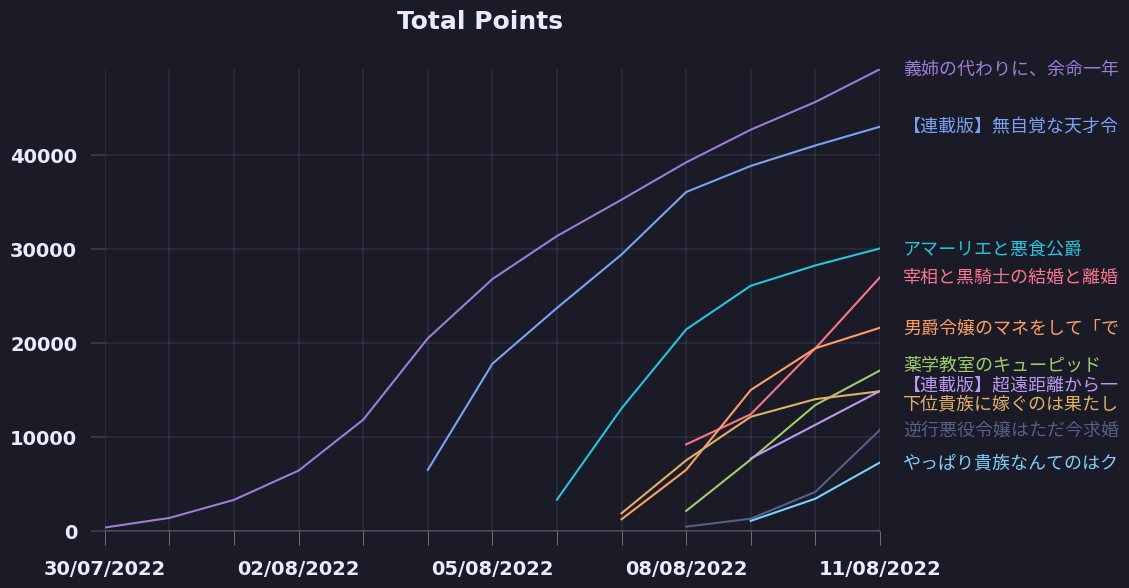 Total Points
義姉の代わりに、余命一年
【連載版】無自覚な天才令
40000
30000
アマーリエと悪食公爵
宰相と黒騎士の結婚と離婚
20000
男爵令嬢のマネをして「で
薬学教室のキューピッド
【連載版】超遠距離から一
下位貴族に嫁ぐのは果たし
10000
逆行悪役令嬢はただ今求婚
やっぱり貴族なんてのはク
0
30/07/2022 02/08/2022 05/08/2022 08/08/2022 11/08/2022